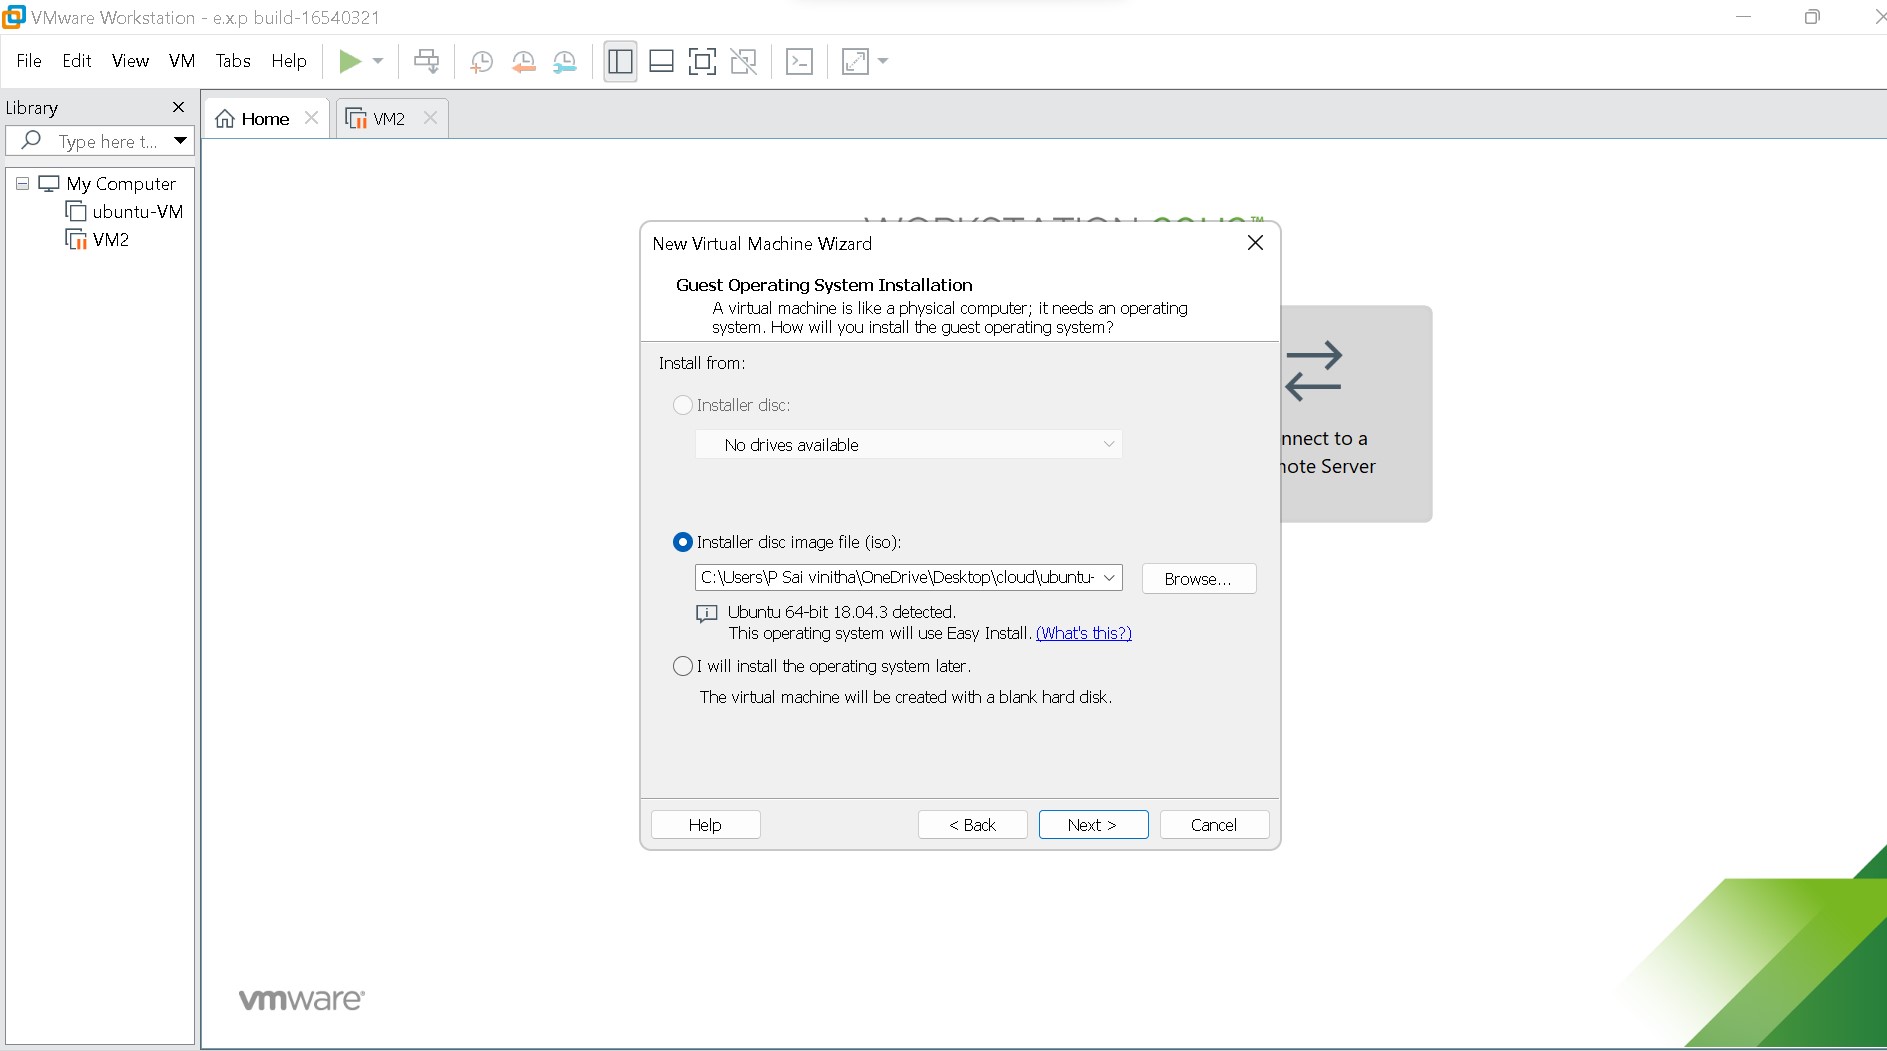 VMware Workstation - e.x.p build-16540321
File Edit View VM Tabs Help
Library
Type here t...
My Computer
ubuntu-VM
VM2
Home
VM2
New Virtual Machine Wizard
Guest Operating System Installation
A virtual machine is like a physical computer; it needs an operating
system. How will you install the guest operating system?
Install from:
Installer disc:
No drives available
Installer disc image file (iso):
C:\Users\P Sai vinitha\OneDrive\Desktop\cloud\ubuntu-
Browse...
Ubuntu 64-bit 18.04.3 detected.
This operating system will use Easy Install. (What's this?)
I will install the operating system later.
The virtual machine will be created with a blank hard disk.
Help
< Back
Next >
Cancel
nnect to a
note Server
vmware